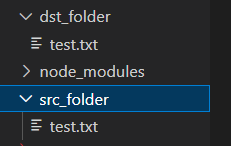 dst_folder
test.txt
node_modules
src_folder
test.txt